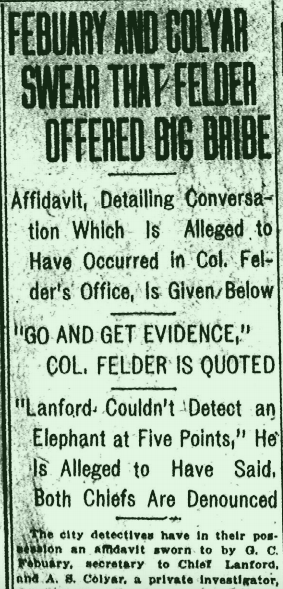 FEBUARY AND COLYAR
SWEAR THAT FELDER
OFFERED BIG BRIBE
Affidavit, Detailing Conversa-
tion Which Is Alleged to
Have Occurred in Col. Fel-
der's Office, Is Given Below
"GO AND GET EVIDENCE,"
COL. FELDER IS QUOTED
"Lanford Couldn't Detect an
Elephant at Five Points," He
Is Alleged to Have Said.
Both Chiefs Are Denounced
The city detectives have in their pos-
session an affidavit sworn to by G. C.
Febuary, secretary to Chief Lanford,
and A. S. Colyar, a private investigator,